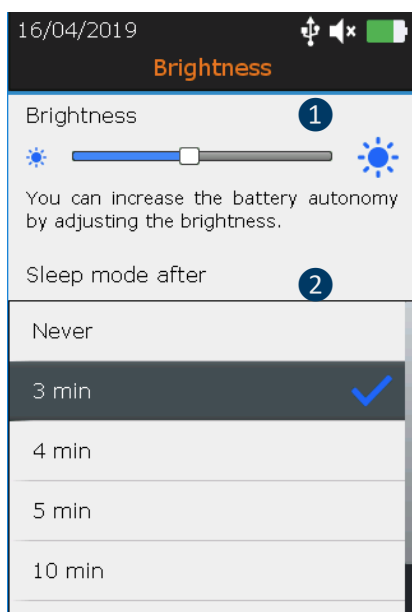 16/04/2019
Brightness
Brightness
1
You can increase the battery autonomy
by adjusting the brightness.
Sleep mode after
2
Never
3 min
4 min
5 min
10 min